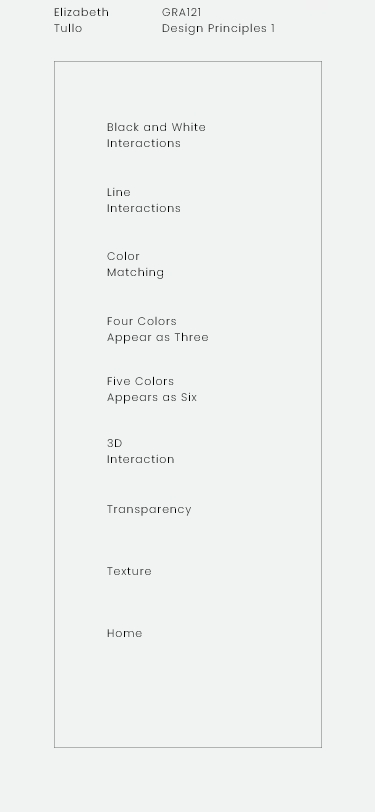 Elizabeth
Tullo
GRA121
Design Principles 1
Black and White
Interactions
Line
Interactions
Color
Matching
Four Colors
Appear as Three
Five Colors
Appears as Six
3D
Interaction
Transparency
Texture
Home